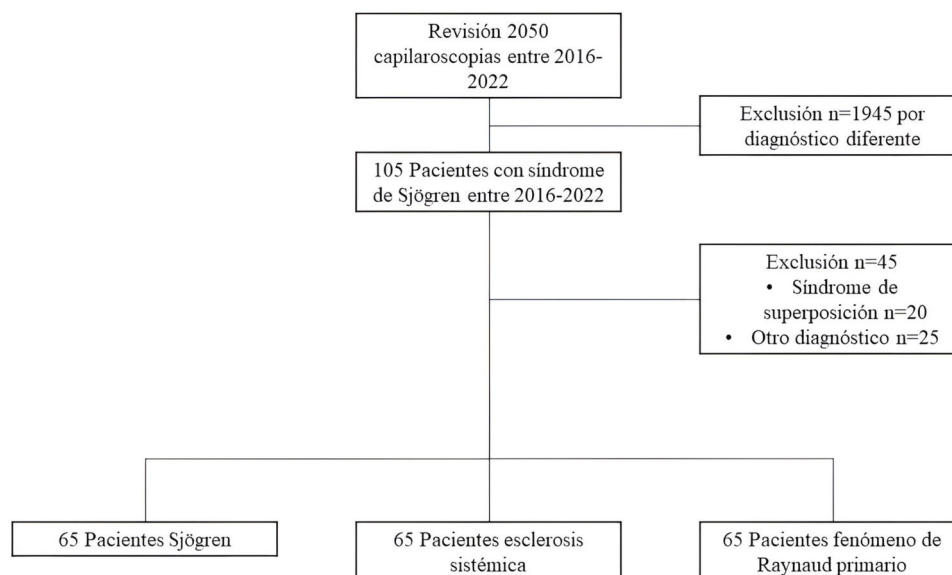 Revisión 2050
capilaroscopias entre 2016-
2022
Exclusión n=1945 por
diagnóstico diferente
105 Pacientes con síndrome
de Sjögren entre 2016-2022
Exclusión n=45
• Síndrome de
superposición n=20
• Otro diagnóstico n=25
65 Pacientes Sjögren
65 Pacientes esclerosis
sistémica
65 Pacientes fenómeno de
Raynaud primario